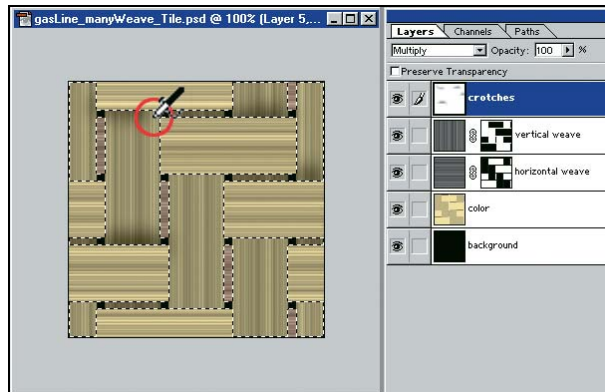 gasLine_manyWeave_Tile.psd @ 100% (Layer 5,...
Layers Channels Paths
Multiply Opacity: 100 %
Preserve Transparency
crotches
vertical weave
horizontal weave
color
background